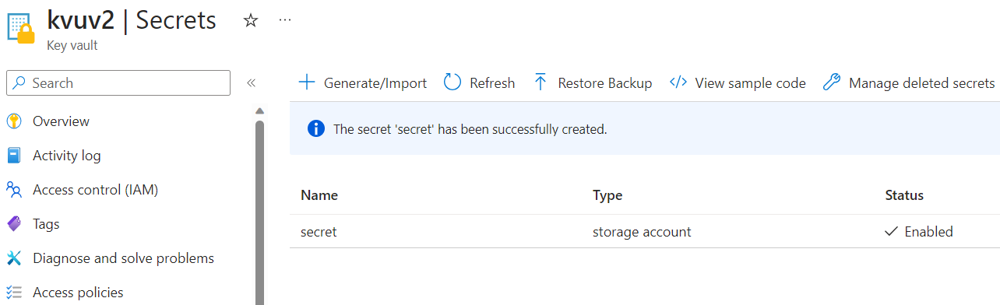 kvuv2 | Secrets
Key vault
Search
Overview
Activity log
Access control (IAM)
Tags
Diagnose and solve problems
Access policies
Generate/Import Refresh Restore Backup View sample code Manage deleted secrets
The secret 'secret' has been successfully created.
Name Type Status
secret storage account Enabled